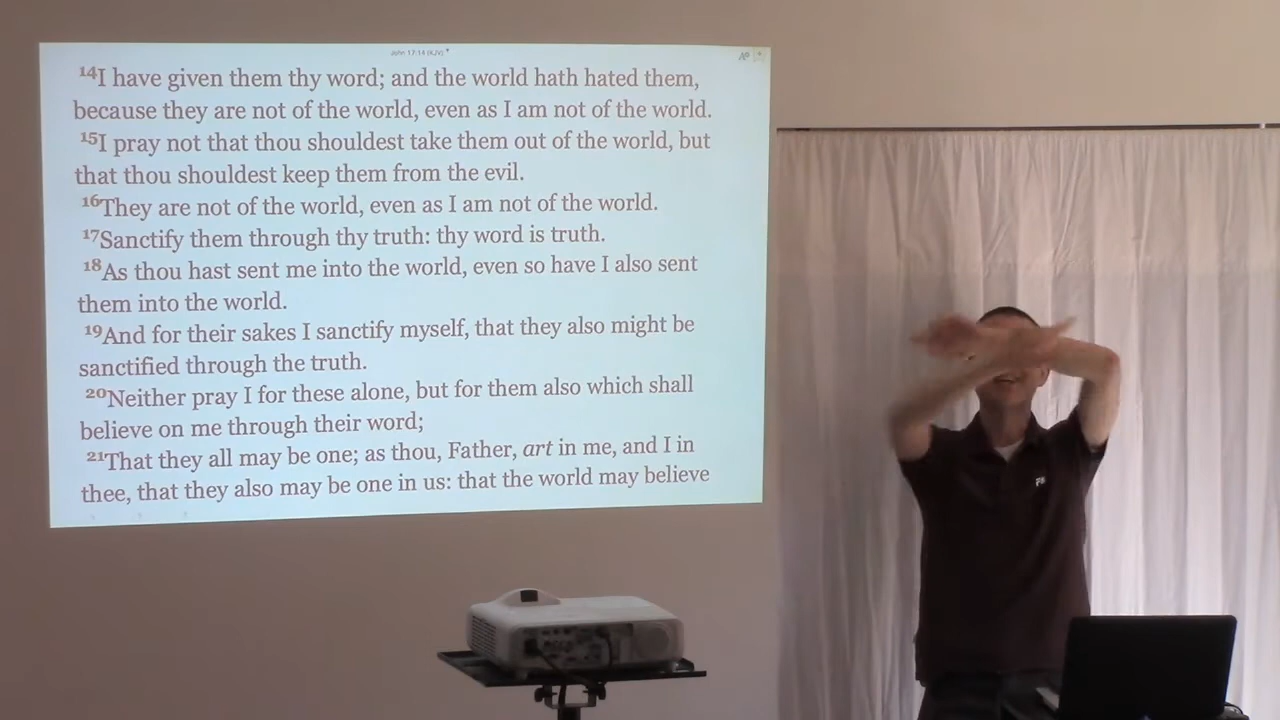 John 17:14 (KJV)
14I have given them thy word; and the world hath hated them,
because they are not of the world, even as I am not of the world.
15I pray not that thou shouldest take them out of the world, but
that thou shouldest keep them from the evil.
16They are not of the world, even as I am not of the world.
17Sanctify them through thy truth: thy word is truth.
18As thou hast sent me into the world, even so have I also sent
them into the world.
19And for their sakes I sanctify myself, that they also might be
sanctified through the truth.
20Neither pray I for these alone, but for them also which shall
believe on me through their word;
21That they all may be one; as thou, Father, art in me, and I in
thee, that they also may be one in us: that the world may believe